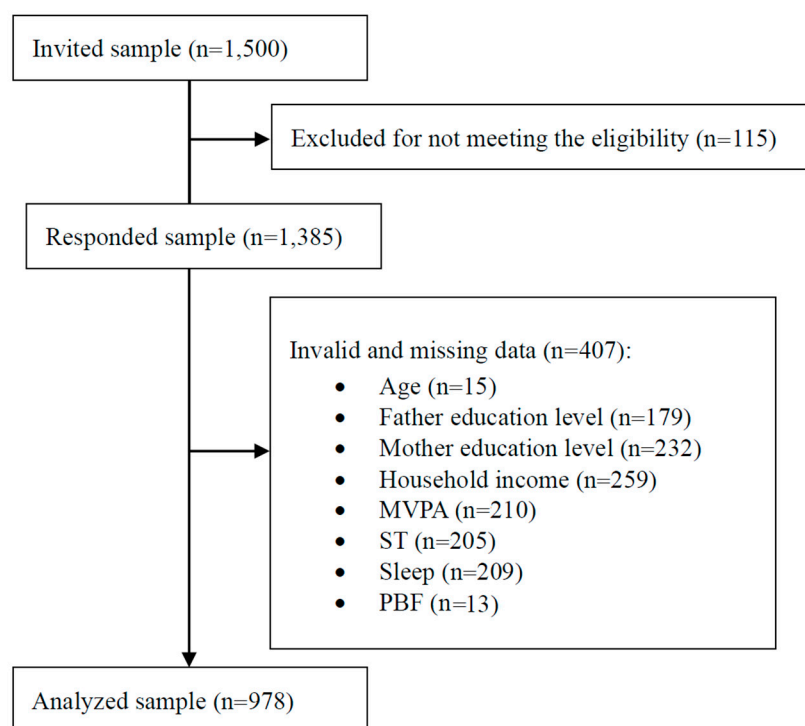 Invited sample (n=1,500)
Excluded for not meeting the eligibility (n=115)
Responded sample (n=1,385)
Invalid and missing data (n=407):
• Age (n=15)
• Father education level (n=179)
• Mother education level (n=232)
• Household income (n=259)
• MVPA (n=210)
• ST (n=205)
• Sleep (n=209)
• PBF (n=13)
Analyzed sample (n=978)